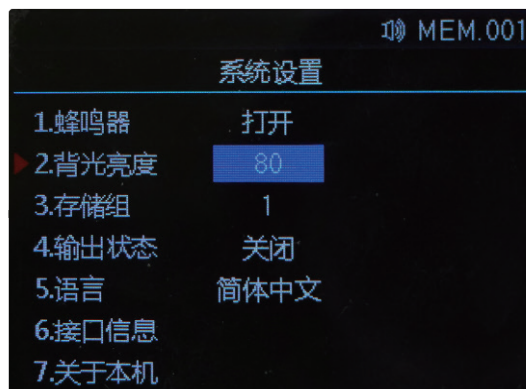 MEM.001
系统设置
1.蜂鸣器 打开
2.背光亮度 80
3.存储组 1
4.输出状态 关闭
5.语言 简体中文
6.接口信息
7.关于本机